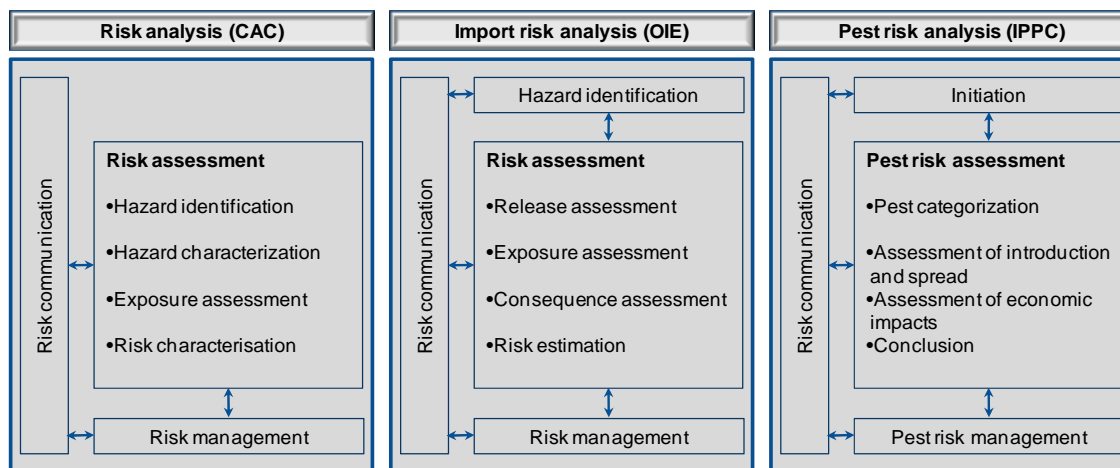 Risk analysis (CAC)
Risk communication
Risk assessment
•Hazard identification
•Hazard characterization
•Exposure assessment
•Risk characterisation
Risk management
Import risk analysis (OIE)
Risk communication
Hazard identification
Risk assessment
•Release assessment
•Exposure assessment
•Consequence assessment
•Risk estimation
Risk management
Pest risk analysis (IPPC)
Risk communication
Initiation
Pest risk assessment
•Pest categorization
•Assessment of introduction
and spread
•Assessment of economic
impacts
•Conclusion
Pest risk management